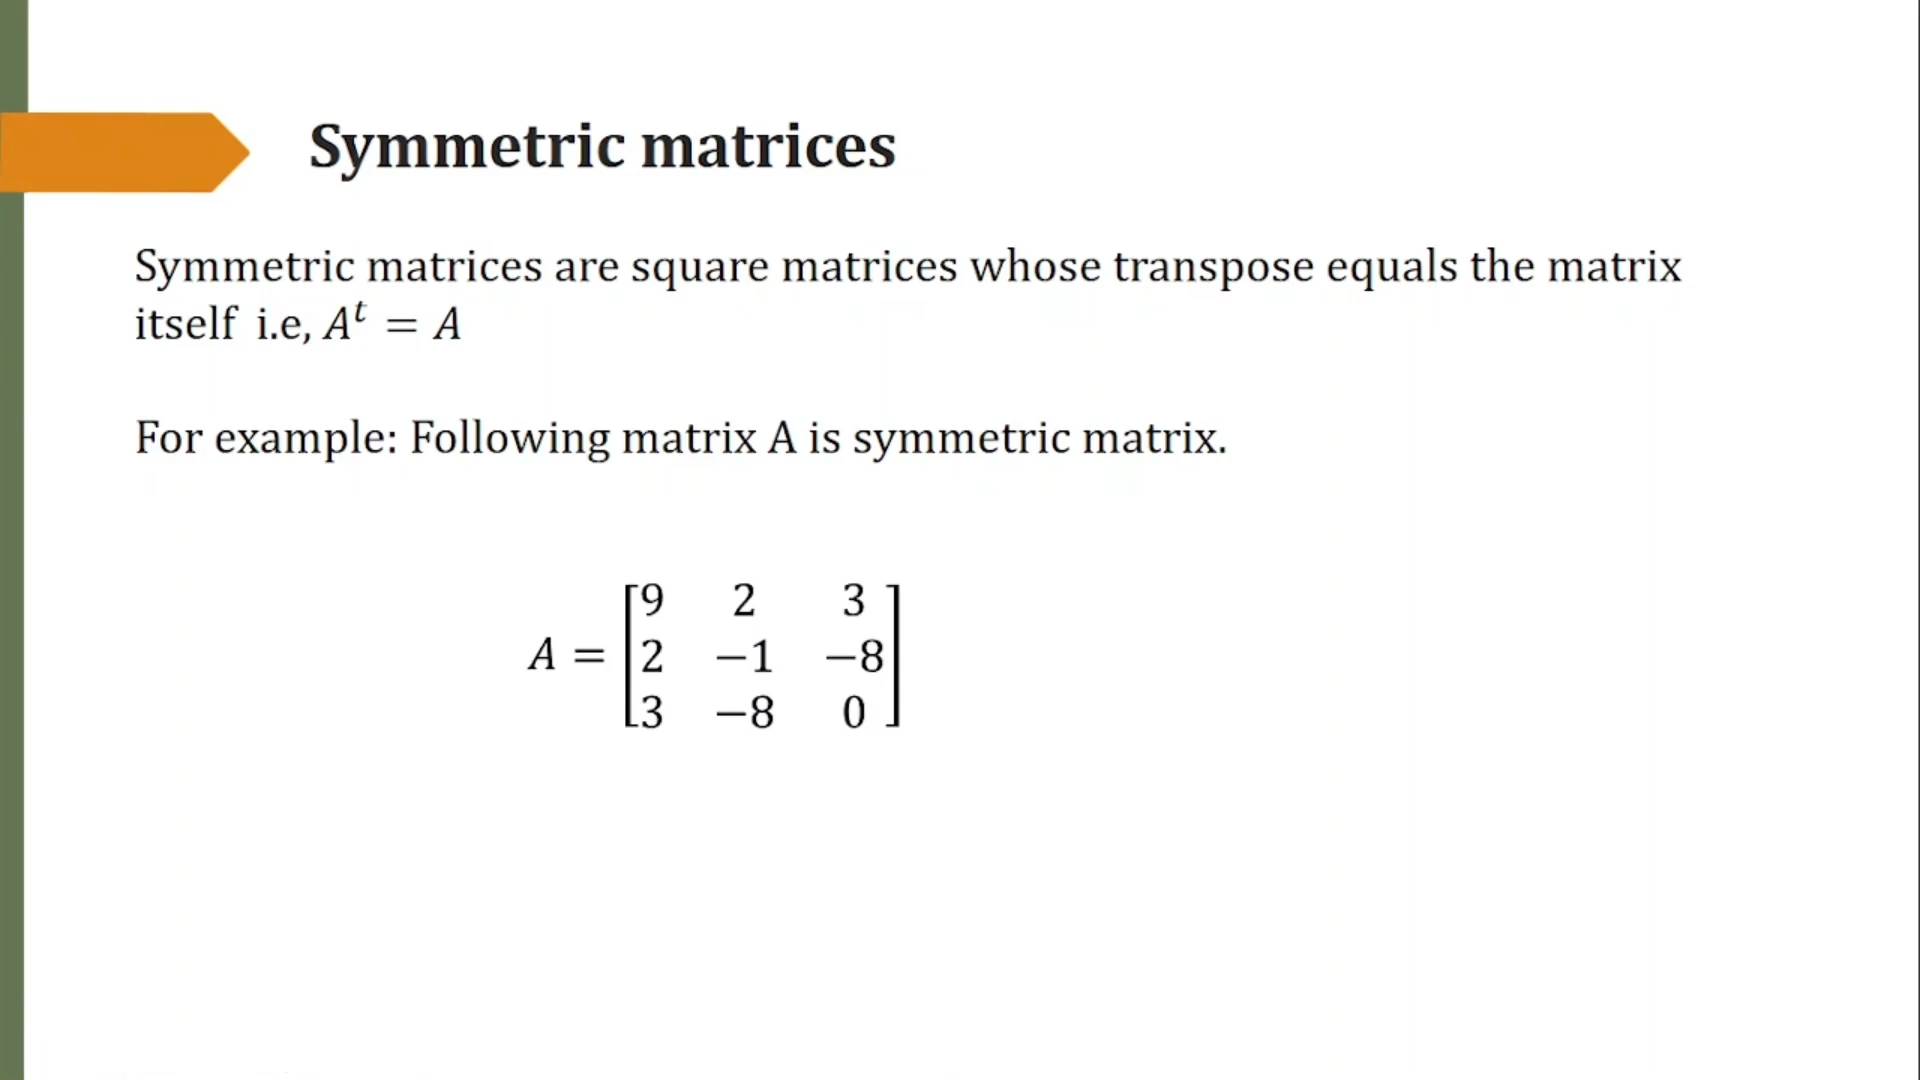 Symmetric matrices
Symmetric matrices are square matrices whose transpose equals the matrix
itself i.e, Aᵗ = A
For example: Following matrix A is symmetric matrix.
9 2 3
A = 2 −1 −8
3 −8 0